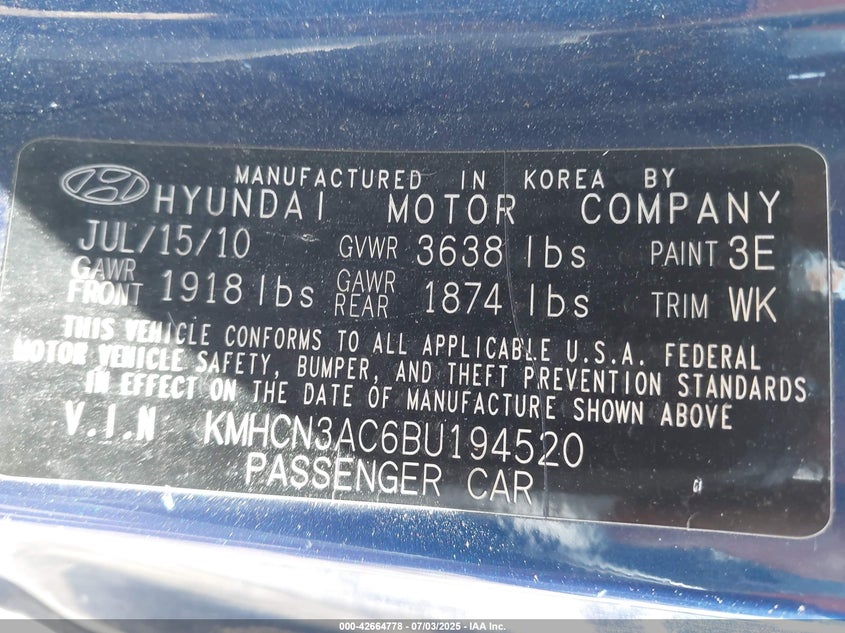 MANUFACTURED IN KOREA BY
HYUNDAI MOTOR COMPANY
JUL/15/10 GVWR 3638 lbs PAINT 3E
GAWR FRONT 1918 lbs GAWR REAR 1874 lbs TRIM WK
THIS VEHICLE CONFORMS TO ALL APPLICABLE U.S.A. FEDERAL
MOTOR VEHICLE SAFETY, BUMPER, AND THEFT PREVENTION STANDARDS
IN EFFECT ON THE DATE OF MANUFACTURE SHOWN ABOVE
V.I.N KMHCN3AC6BU194520
PASSENGER CAR
000-42664778 - 07/03/2025 - IAA Inc.